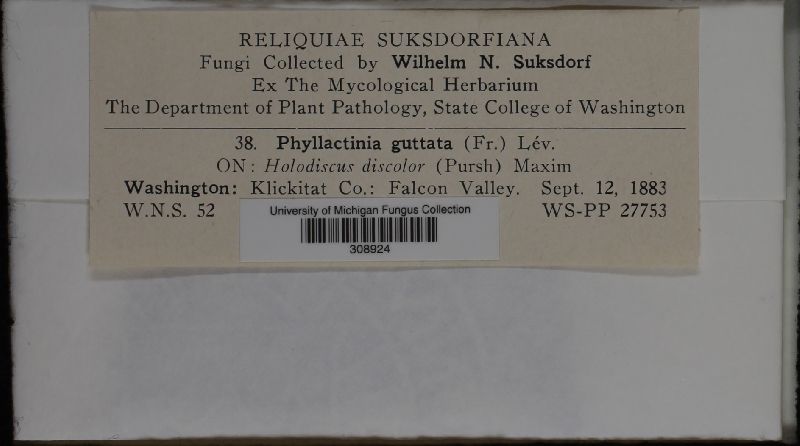 RELIQUIAE SUKSDORFIANA
Fungi Collected by Wilhelm N. Suksdorf
Ex The Mycological Herbarium
The Department of Plant Pathology, State College of Washington
38. Phyllactinia guttata (Fr.) Lév.
ON: Holodiscus discolor (Pursh) Maxim
Washington: Klickitat Co.: Falcon Valley. Sept. 12, 1883
W.N.S. 52 WS-PP 27753
University of Michigan Fungus Collection
308924